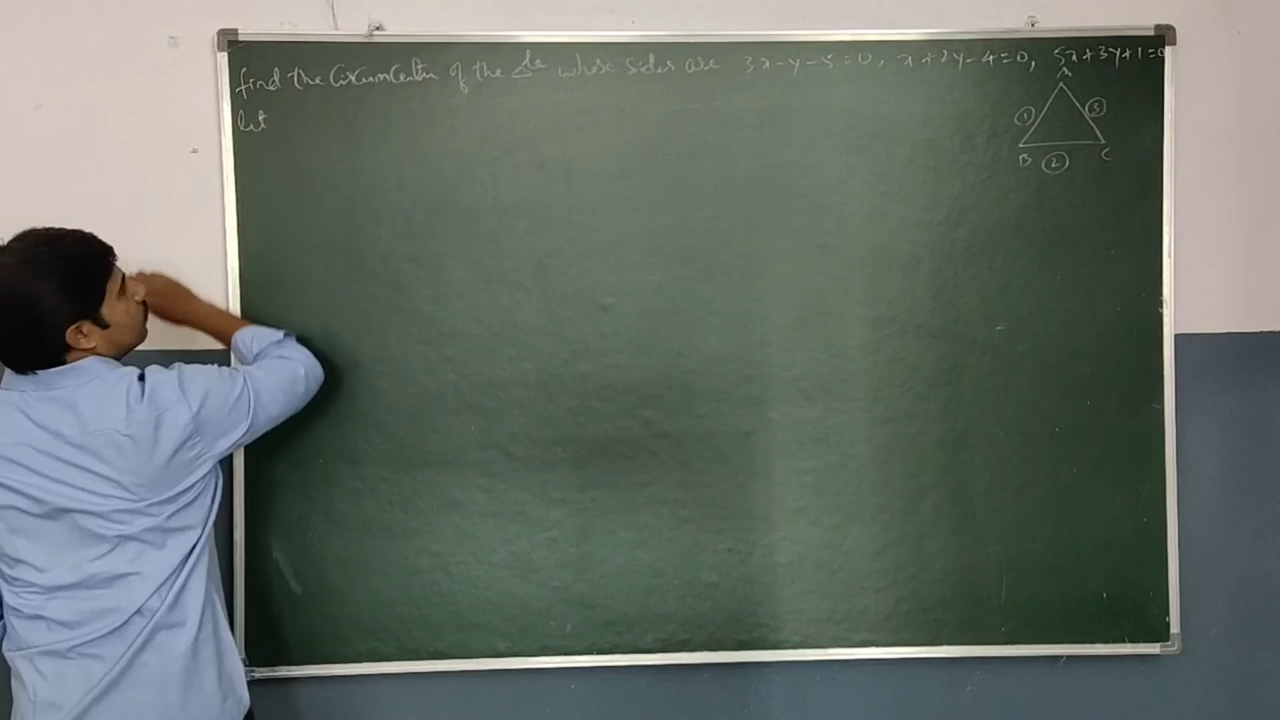 find the Circumcentre of the Δle whose sides are 3x-y-5=0, x+2y-4=0, 5x+3y+1=0
let
A
① ③
B ② C